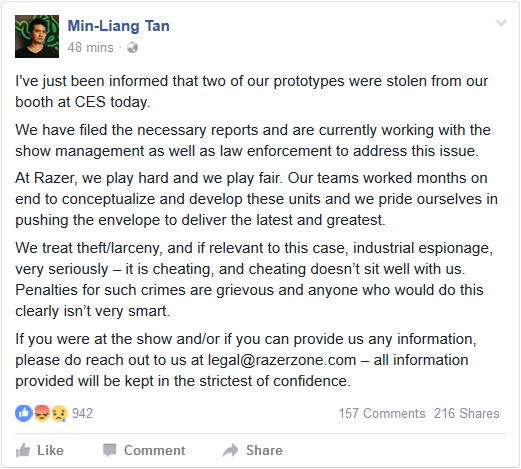 Min-Liang Tan
48 mins ·
I've just been informed that two of our prototypes were stolen from our
booth at CES today.
We have filed the necessary reports and are currently working with the
show management as well as law enforcement to address this issue.
At Razer, we play hard and we play fair. Our teams worked months on
end to conceptualize and develop these units and we pride ourselves in
pushing the envelope to deliver the latest and greatest.
We treat theft/larceny, and if relevant to this case, industrial espionage,
very seriously – it is cheating, and cheating doesn’t sit well with us.
Penalties for such crimes are grievous and anyone who would do this
clearly isn’t very smart.
If you were at the show and/or if you can provide us any information,
please do reach out to us at legal@razerzone.com – all information
provided will be kept in the strictest of confidence.
942 157 Comments 216 Shares
Like Comment Share